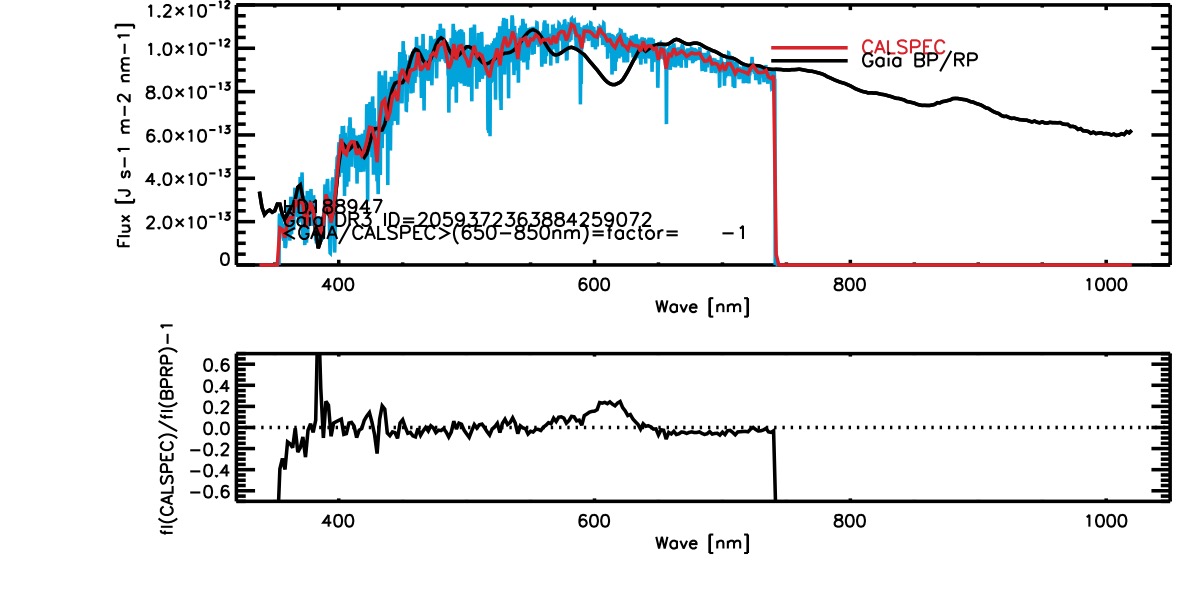 1.2×10−12
1.0×10−12
8.0×10−13
6.0×10−13
4.0×10−13
2.0×10−13
0
Flux [J s−1 m−2 nm−1]
CALSPEC
Gaia BP/RP
HD188947
Gaia DR3 ID=2059372363884259072
<GAIA/CALSPEC>(650−850nm)=factor= −1
400 600 800 1000
Wave [nm]
0.6
0.4
0.2
0.0
−0.2
−0.4
−0.6
fl(CALSPEC)/fl(BPRP)−1
400 600 800 1000
Wave [nm]